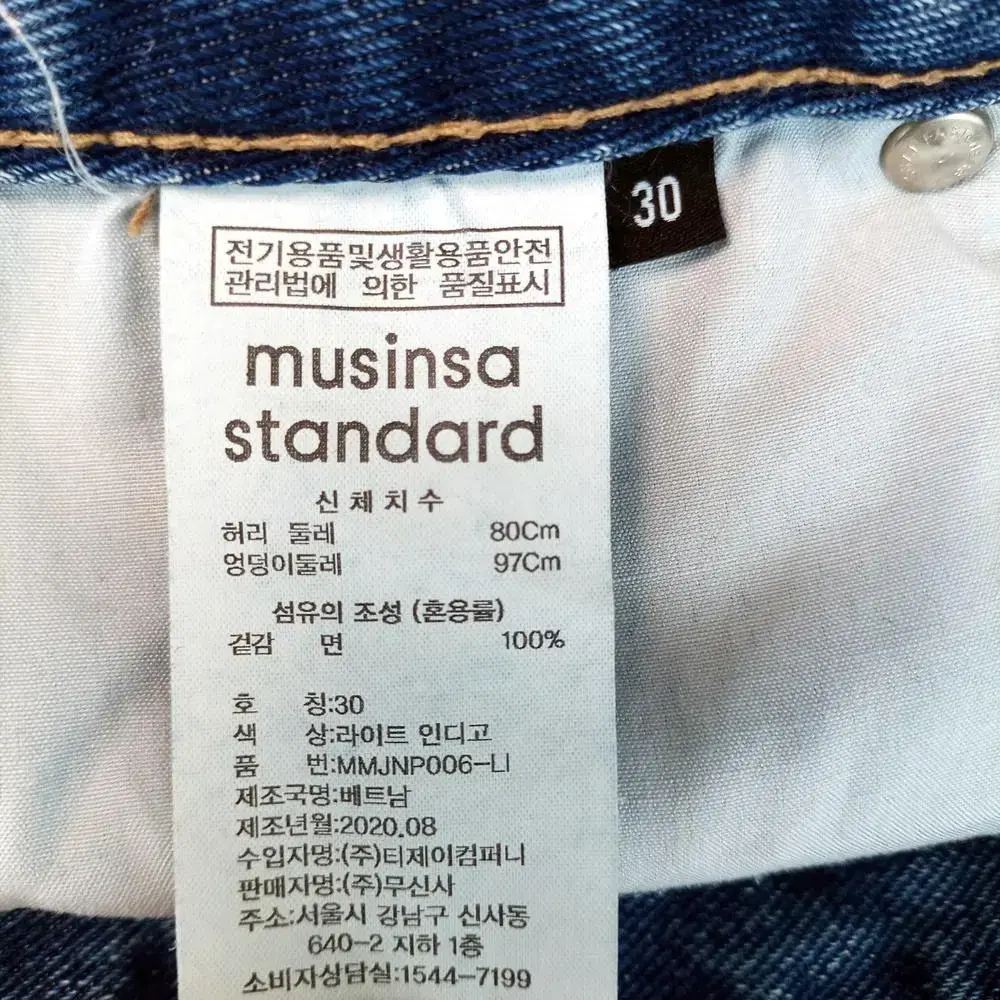 30
전기용품및생활용품안전
관리법에 의한 품질표시
musinsa
standard
신체치수
허리 둘레 80Cm
엉덩이둘레 97Cm
섬유의 조성 (혼용률)
겉감 면 100%
호 칭:30
색 상:라이트 인디고
품 번:MMJNP006-LI
제조국명:베트남
제조년월:2020.08
수입자명:(주)티제이컴퍼니
판매자명:(주)무신사
주소:서울시 강남구 신사동
640-2 지하 1층
소비자상담실:1544-7199